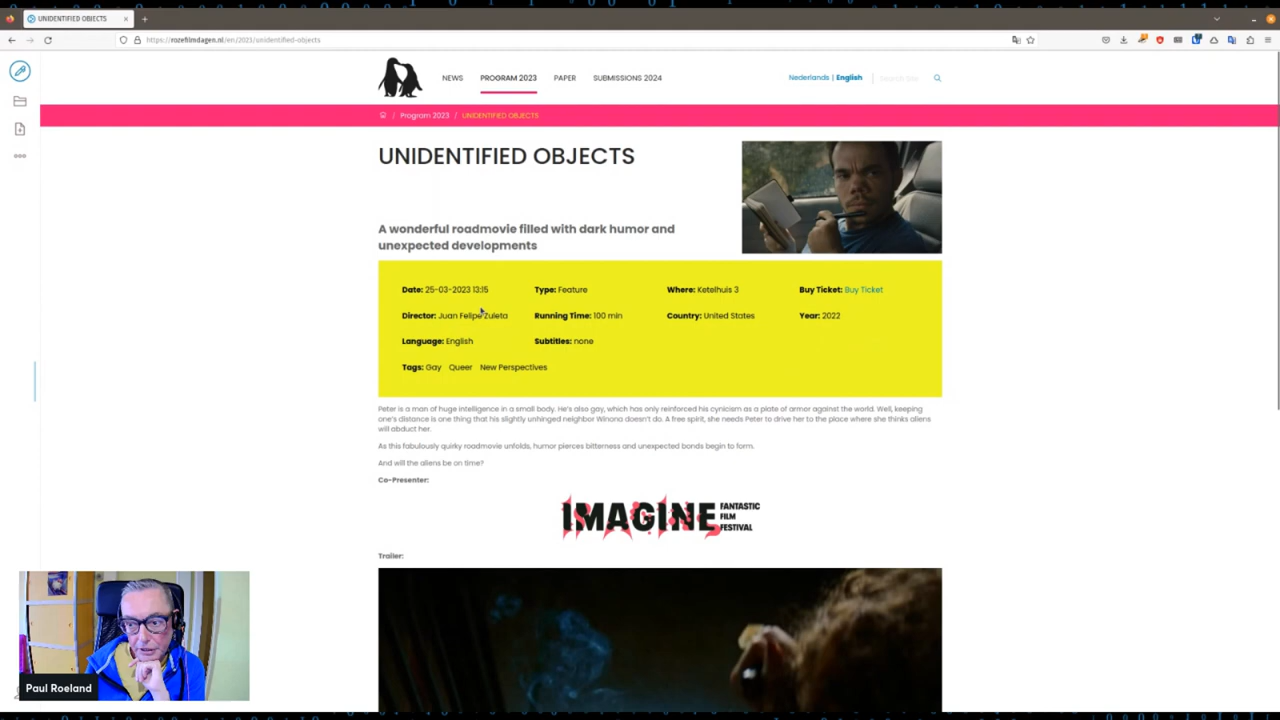 UNIDENTIFIED OBJECTS
https://rozefilmdagen.nl/en/2023/unidentified-objects
NEWS PROGRAM 2023 PAPER SUBMISSIONS 2024 Nederlands | English Search Site
Program 2023 / UNIDENTIFIED OBJECTS
UNIDENTIFIED OBJECTS
A wonderful roadmovie filled with dark humor and
unexpected developments
Date: 25-03-2023 13:15 Type: Feature Where: Ketelhuis 3 Buy Ticket: Buy Ticket
Director: Juan Felipe Zuleta Running Time: 100 min Country: United States Year: 2022
Language: English Subtitles: none
Tags: Gay Queer New Perspectives
Peter is a man of huge intelligence in a small body. He's also gay, which has only reinforced his cynicism as a plate of armor against the world. Well, keeping
one's distance is one thing that his slightly unhinged neighbor Winona doesn't do. A free spirit, she needs Peter to drive her to the place where she thinks aliens
will abduct her.
As this fabulously quirky roadmovie unfolds, humor pierces bitterness and unexpected bonds begin to form.
And will the aliens be on time?
Co-Presenter:
IMAGINE FANTASTIC
FILM
FESTIVAL
Trailer:
Paul Roeland